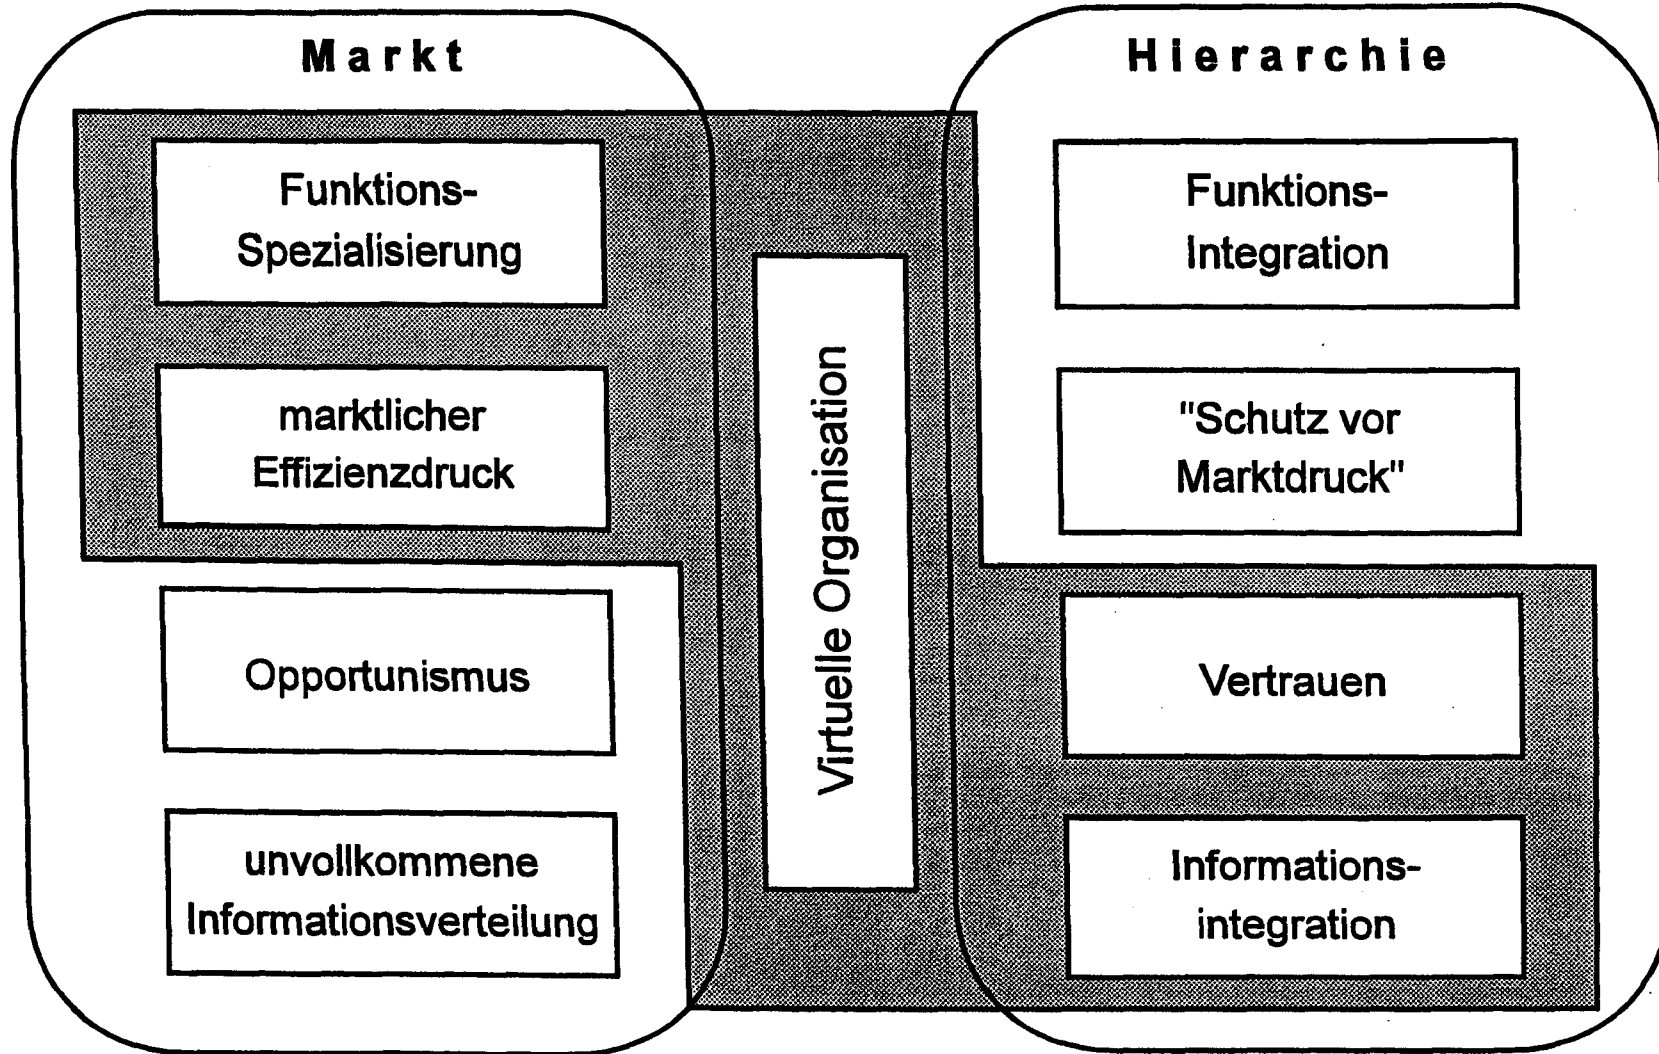 Markt
Funktions-
Spezialisierung
marktlicher
Effizienzdruck
Opportunismus
unvollkommene
Informationsverteilung
Virtuelle Organisation
Hierarchie
Funktions-
Integration
"Schutz vor
Marktdruck"
Vertrauen
Informations-
integration